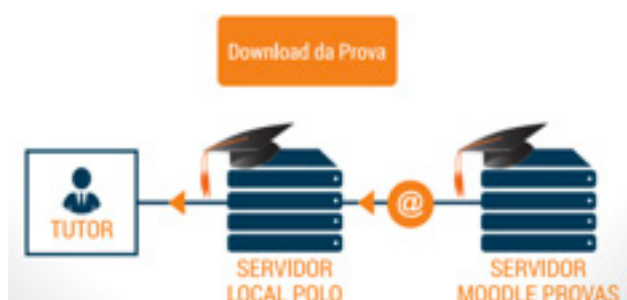 Download da Prova
@
TUTOR
SERVIDOR
LOCAL POLO
SERVIDOR
MOODLE PROVAS